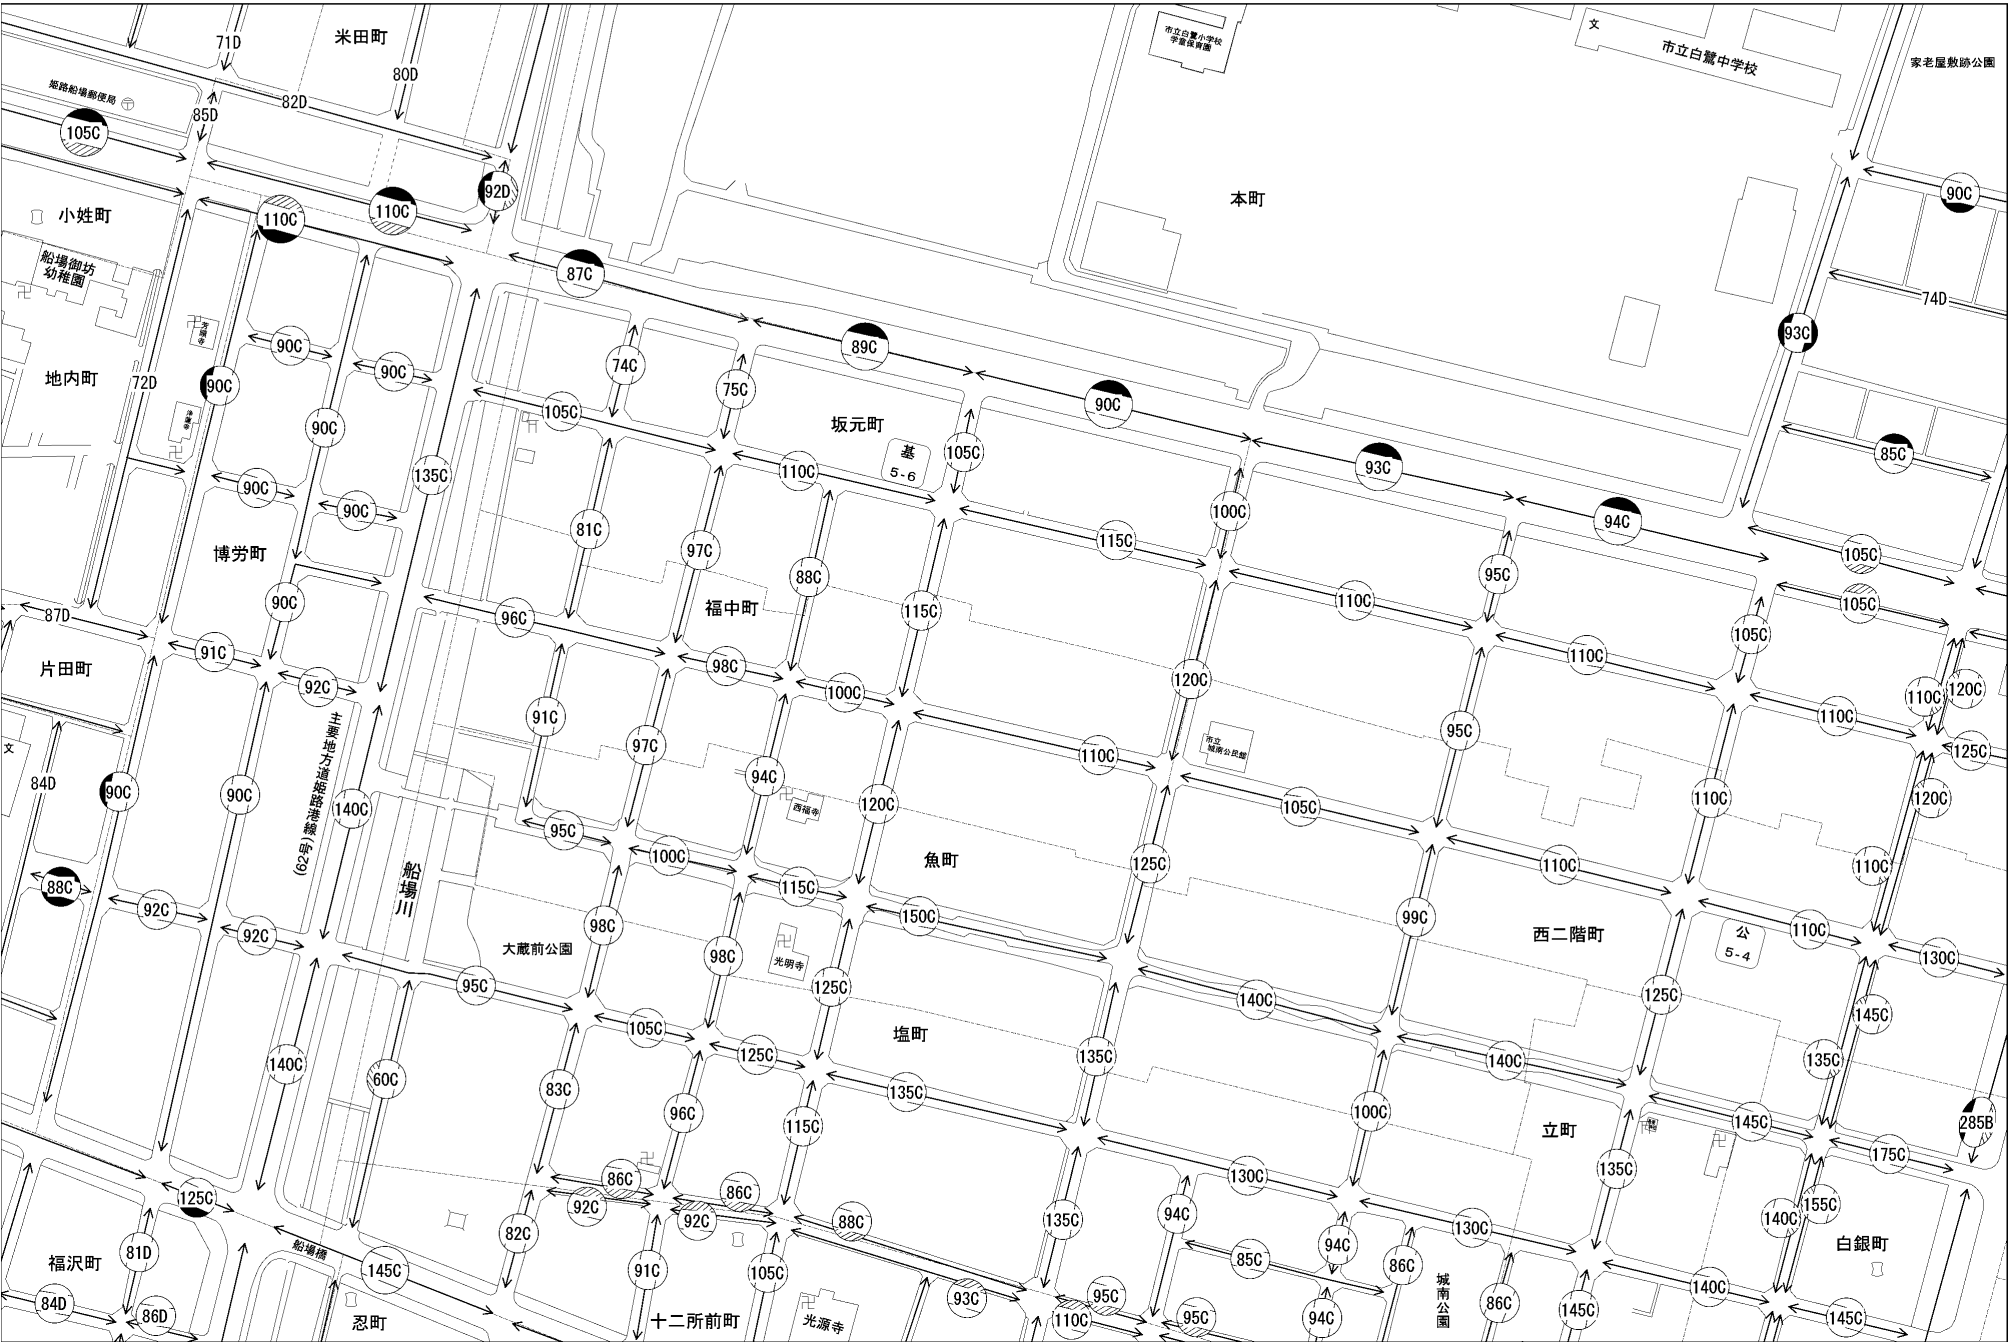 71D
米田町
80D
市立白鷺小学校
学童保育園
文
市立白鷺中学校
家老屋敷跡公園
姫路船場郵便局
82D
85D
105C
92D
110C
110C
本町
90C
小姓町
船場御坊
幼稚園
87C
74D
芳願寺
90C
90C
74C
89C
93C
地内町
72D
90C
75C
90C
105C
坂元町
90C
基
5-6
105C
85C
135C
110C
93C
90C
90C
100C
94C
81C
115C
105C
博労町
97C
88C
95C
90C
福中町
115C
110C
105C
87D
96C
105C
91C
110C
片田町
92C
98C
100C
120C
110C
120C
主要地方道姫路港線
(62号)
91C
110C
97C
110C
95C
125C
市立
城南公民館
84D
文
90C
90C
140C
94C
120C
西福寺
105C
110C
120C
95C
100C
魚町
125C
110C
110C
88C
船場川
115C
92C
150C
99C
92C
98C
大蔵前公園
98C
光明寺
西二階町
110C
公
5-4
130C
95C
125C
140C
125C
145C
105C
塩町
140C
125C
135C
140C
135C
60C
83C
135C
96C
115C
100C
立町
145C
285B
175C
86C
86C
130C
135C
125C
92C
92C
88C
135C
94C
130C
140C
155C
82C
福沢町
81D
船場橋
145C
91C
105C
94C
85C
86C
白銀町
84D
86D
忍町
十二所前町
光源寺
93C
95C
110C
95C
94C
城南公園
86C
145C
140C
145C